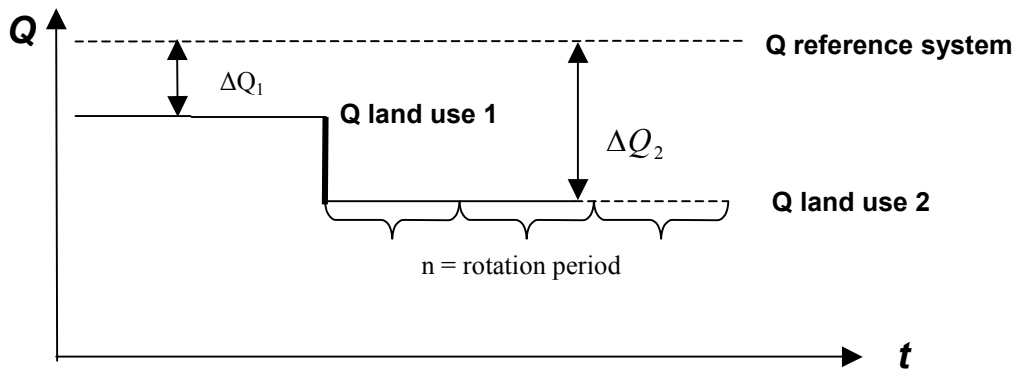 Q
Q reference system
ΔQ₁
Q land use 1
ΔQ₂
Q land use 2
n = rotation period
t